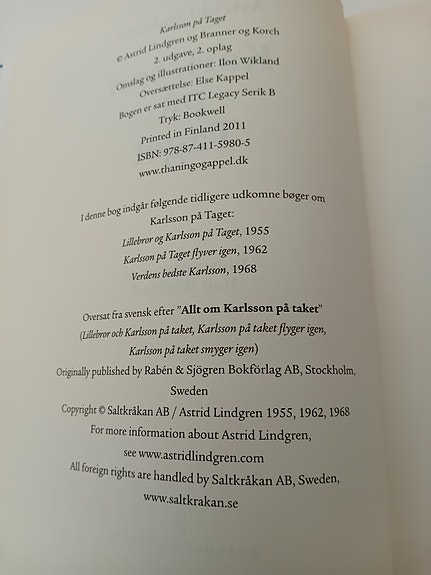 Karlsson på Taget
© Astrid Lindgren og Branner og Korch
2. udgave, 2. oplag
Omslag og illustrationer: Ilon Wikland
Oversættelse: Else Kappel
Bogen er sat med ITC Legacy Serik B
Tryk: Bookwell
Printed in Finland 2011
ISBN: 978-87-411-5980-5
www.thaningogappel.dk
I denne bog indgår følgende tidligere udkomne bøger om
Karlsson på Taget:
Lillebror og Karlsson på Taget, 1955
Karlsson på Taget flyver igen, 1962
Verdens bedste Karlsson, 1968
Oversat fra svensk efter "Allt om Karlsson på taket"
(Lillebror och Karlsson på taket, Karlsson på taket flyger igen,
Karlsson på taket smyger igen)
Originally published by Rabén & Sjögren Bokförlag AB, Stockholm,
Sweden
Copyright © Saltkråkan AB / Astrid Lindgren 1955, 1962, 1968
For more information about Astrid Lindgren,
see www.astridlindgren.com
All foreign rights are handled by Saltkråkan AB, Sweden,
www.saltkrakan.se